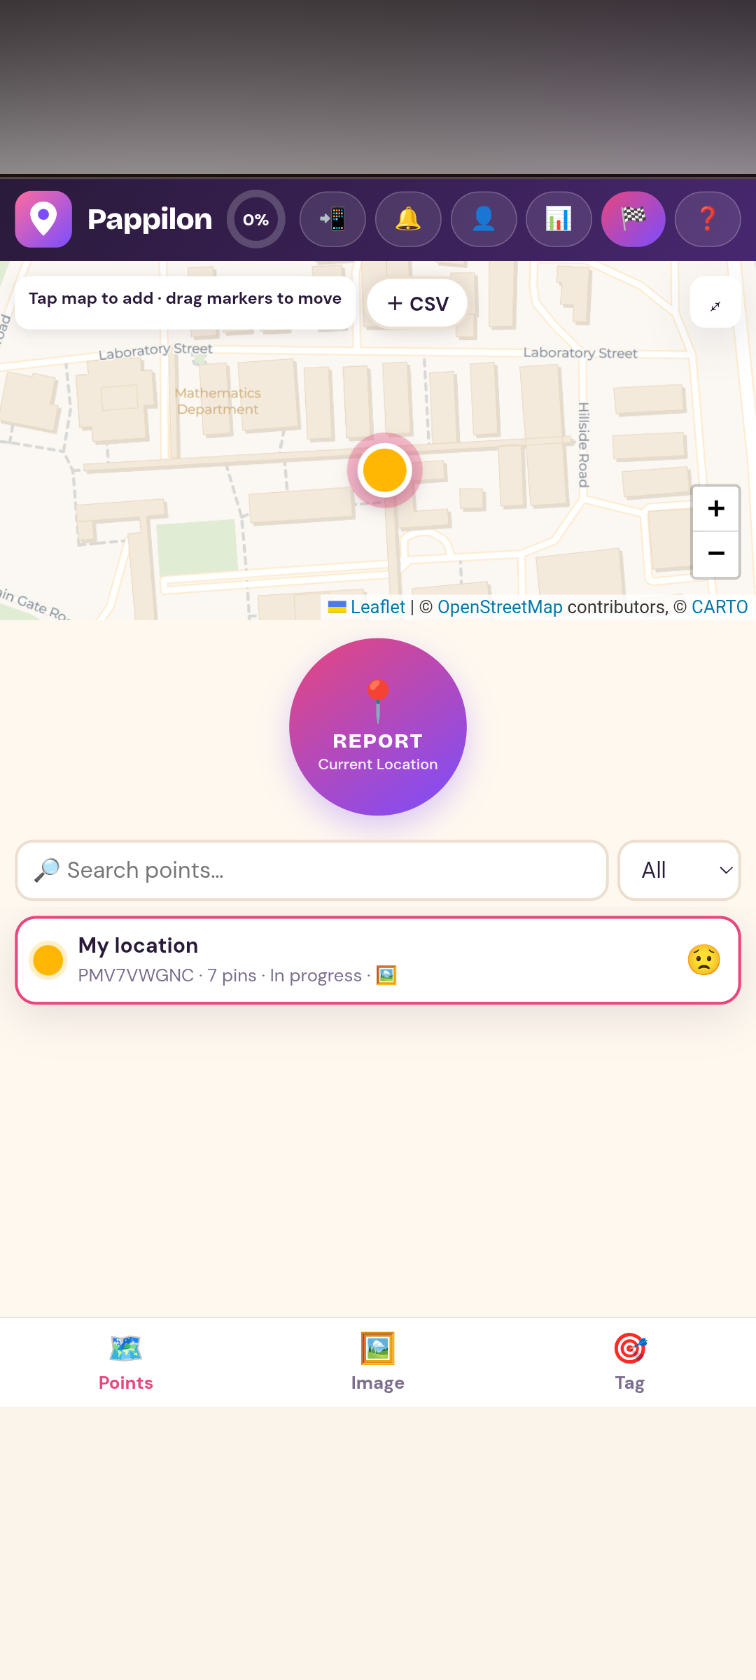 Pappilon
0%
Tap map to add · drag markers to move
+ CSV
Laboratory Street
Laboratory Street
Mathematics
Department
Hillside Road
oad
ain Gate Ro
+
−
Leaflet | © OpenStreetMap contributors, © CARTO
REPORT
Current Location
Search points...
All
My location
PMV7VWGNC · 7 pins · In progress ·
Points
Image
Tag